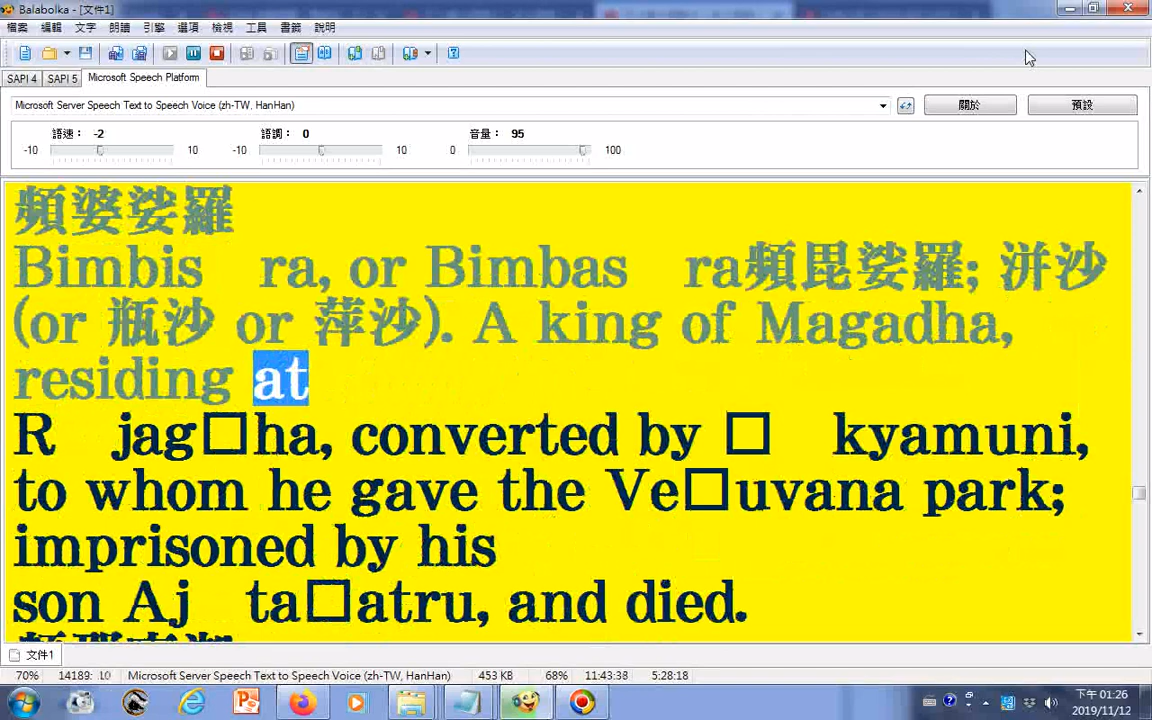 Balabolka - [文件1]
檔案 編輯 文字 朗讀 引擎 選項 檢視 工具 書籤 說明
SAPI 4 SAPI 5 Microsoft Speech Platform
Microsoft Server Speech Text to Speech Voice (zh-TW, HanHan) 關於 預設
語速： -2 語調： 0 音量： 95
-10 10 -10 10 0 100
頻婆娑羅
Bimbis ra, or Bimbas ra頻毘娑羅; 洴沙
(or 瓶沙 or 萍沙). A king of Magadha,
residing at
R jag□ha, converted by □ kyamuni,
to whom he gave the Ve□uvana park;
imprisoned by his
son Aj ta□atru, and died.
文件1
70% 14189: 10 Microsoft Server Speech Text to Speech Voice (zh-TW, HanHan) 453 KB 68% 11:43:38 5:28:18
下午 01:26
2019/11/12